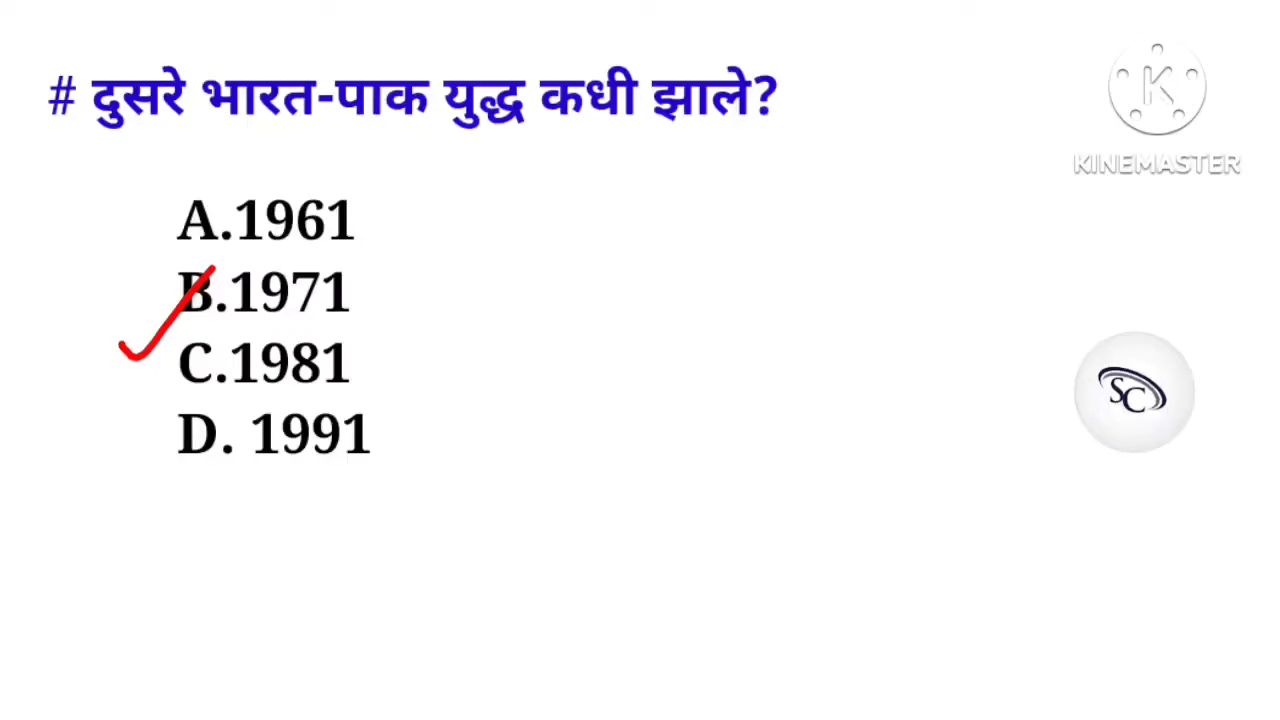 # दुसरे भारत-पाक युद्ध कधी झाले?
KINEMASTER
A.1961
B.1971
C.1981
D. 1991
SC